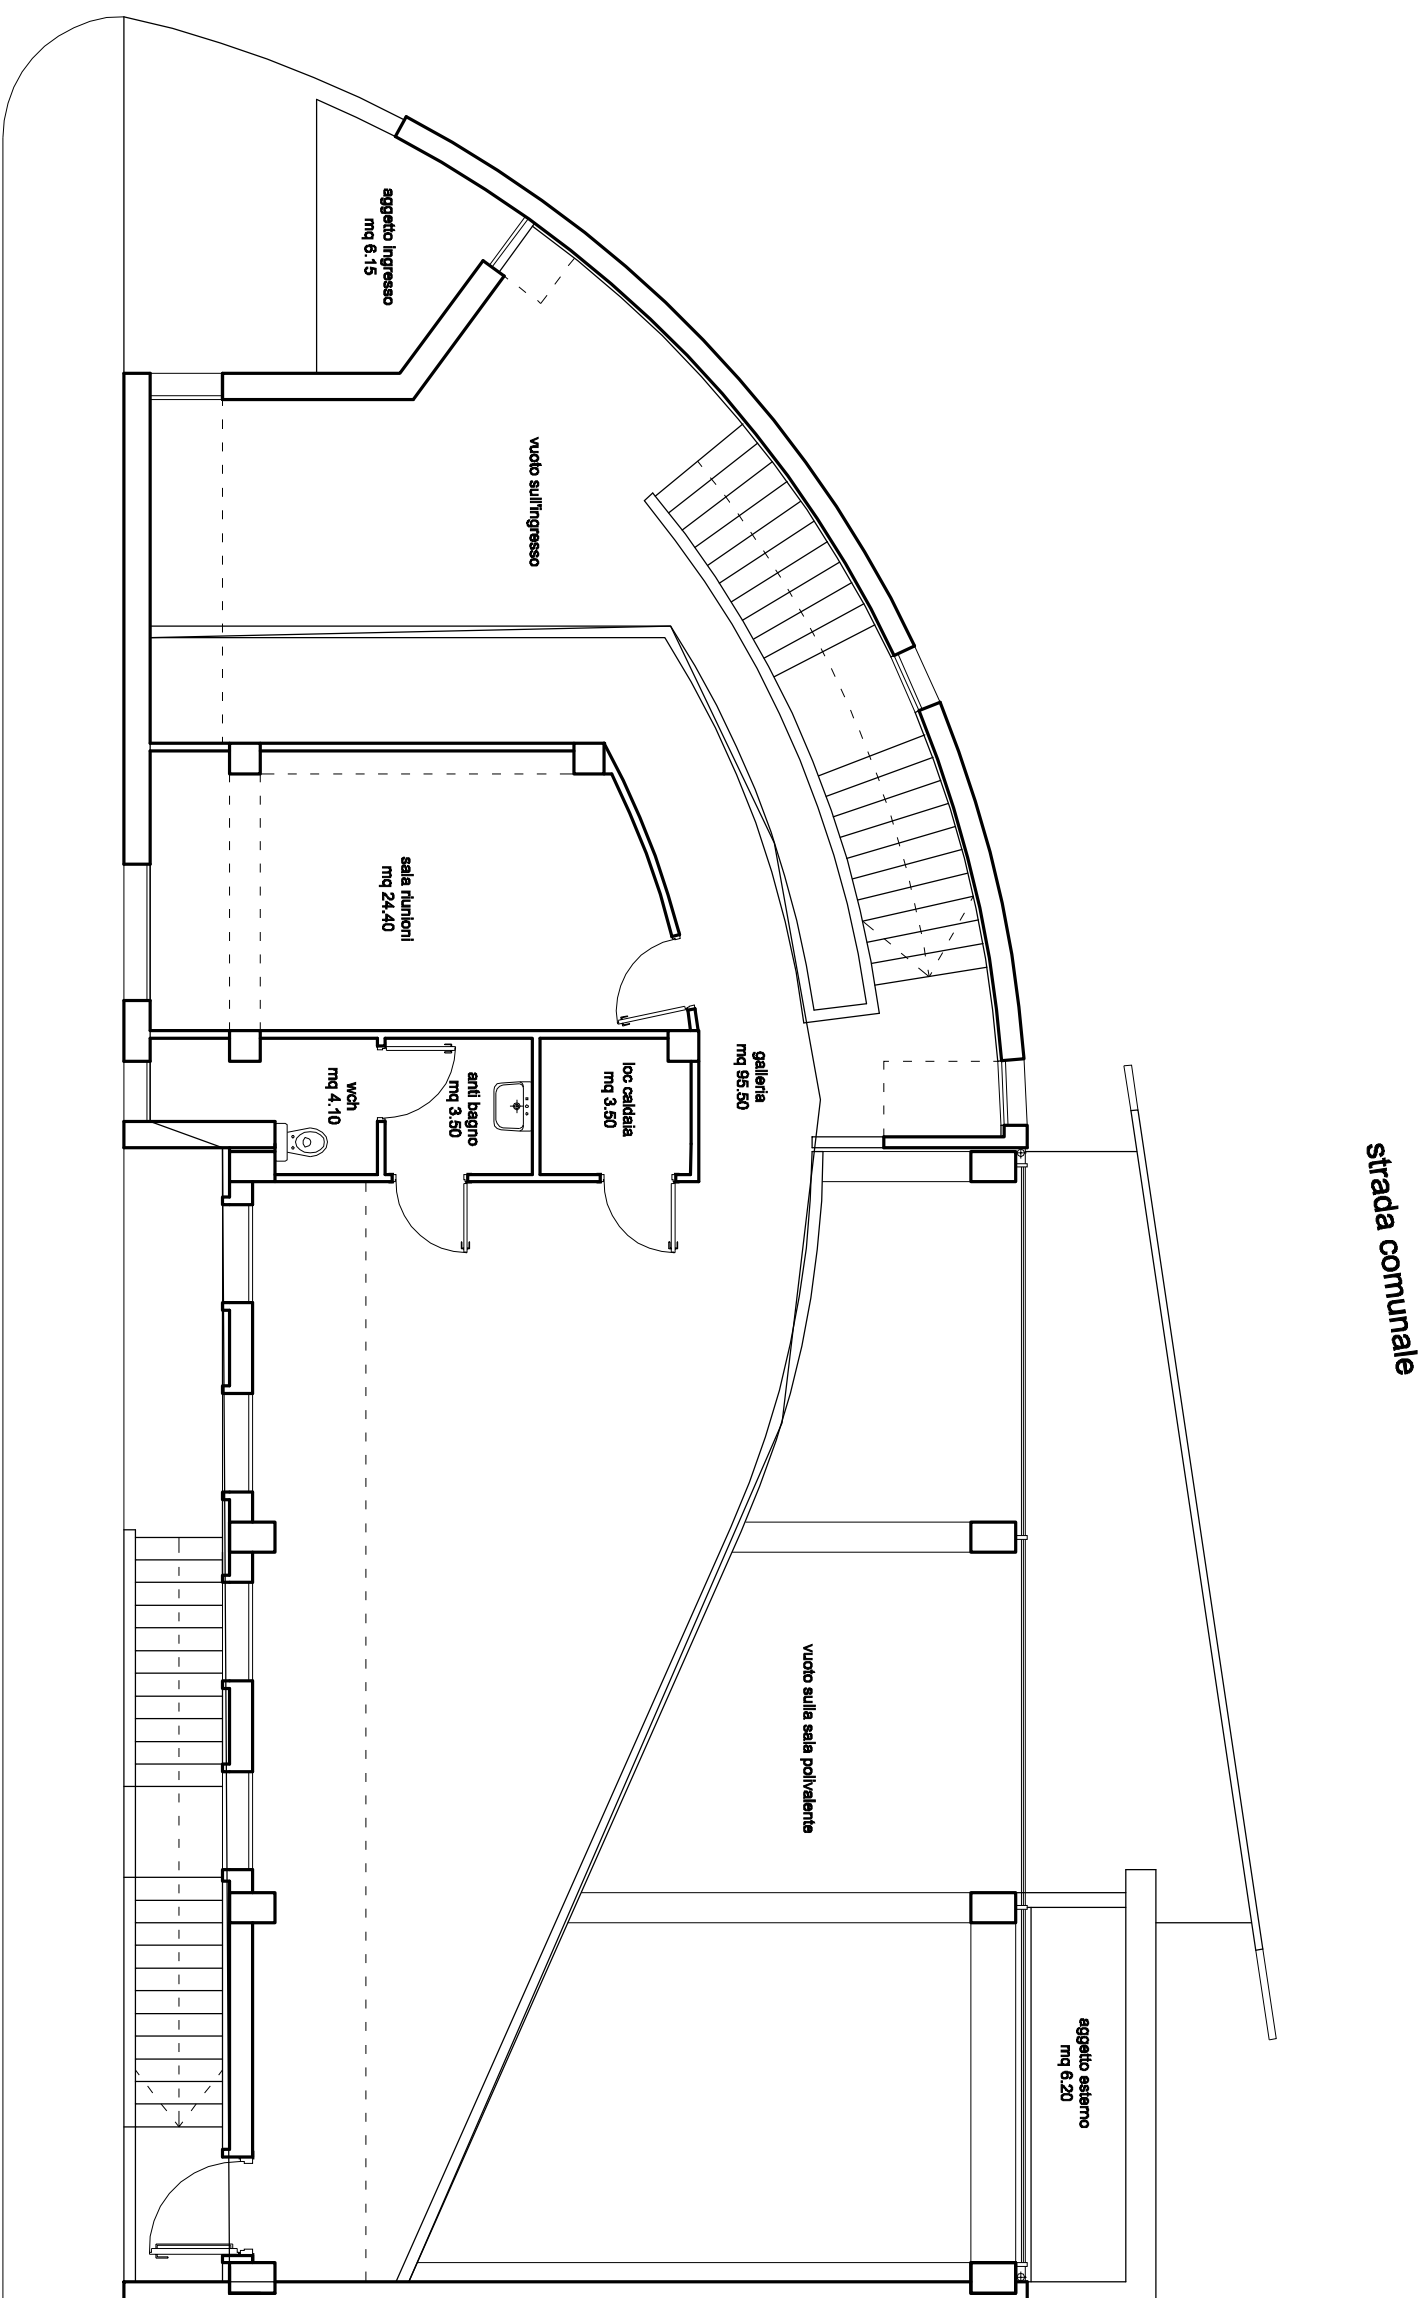 strada comunale
aggetto ingresso
mq 6.15
vuoto sull'ingresso
sala riunioni
mq 24.40
galleria
mq 95.50
loc caldaia
mq 3.50
anti bagno
mq 3.50
wch
mq 4.10
vuoto sulla sala polivalente
aggetto esterno
mq 6.20